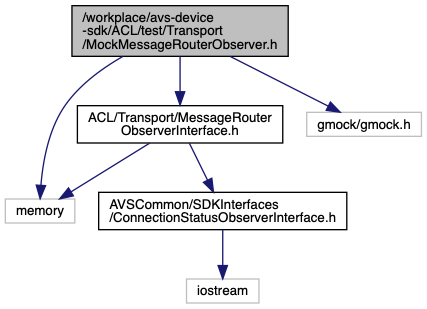 /workplace/avs-device
-sdk/ACL/test/Transport
/MockMessageRouterObserver.h
ACL/Transport/MessageRouter
ObserverInterface.h
gmock/gmock.h
memory
AVSCommon/SDKInterfaces
/ConnectionStatusObserverInterface.h
iostream